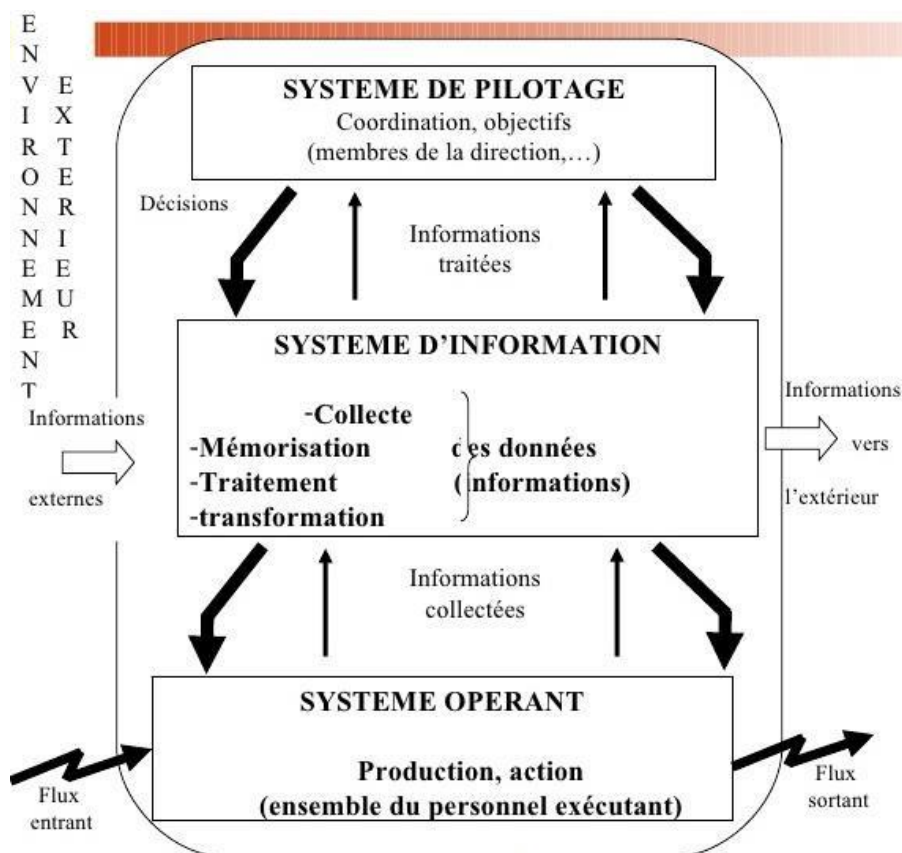 ENVIRONNEMENT
EXTERIEUR
SYSTEME DE PILOTAGE
Coordination, objectifs
(membres de la direction,…)
Décisions
Informations
traitées
SYSTEME D’INFORMATION
-Collecte
-Mémorisation des données
-Traitement (informations)
-transformation
Informations
externes
Informations
vers
l’extérieur
Informations
collectées
SYSTEME OPERANT
Production, action
(ensemble du personnel exécutant)
Flux
entrant
Flux
sortant